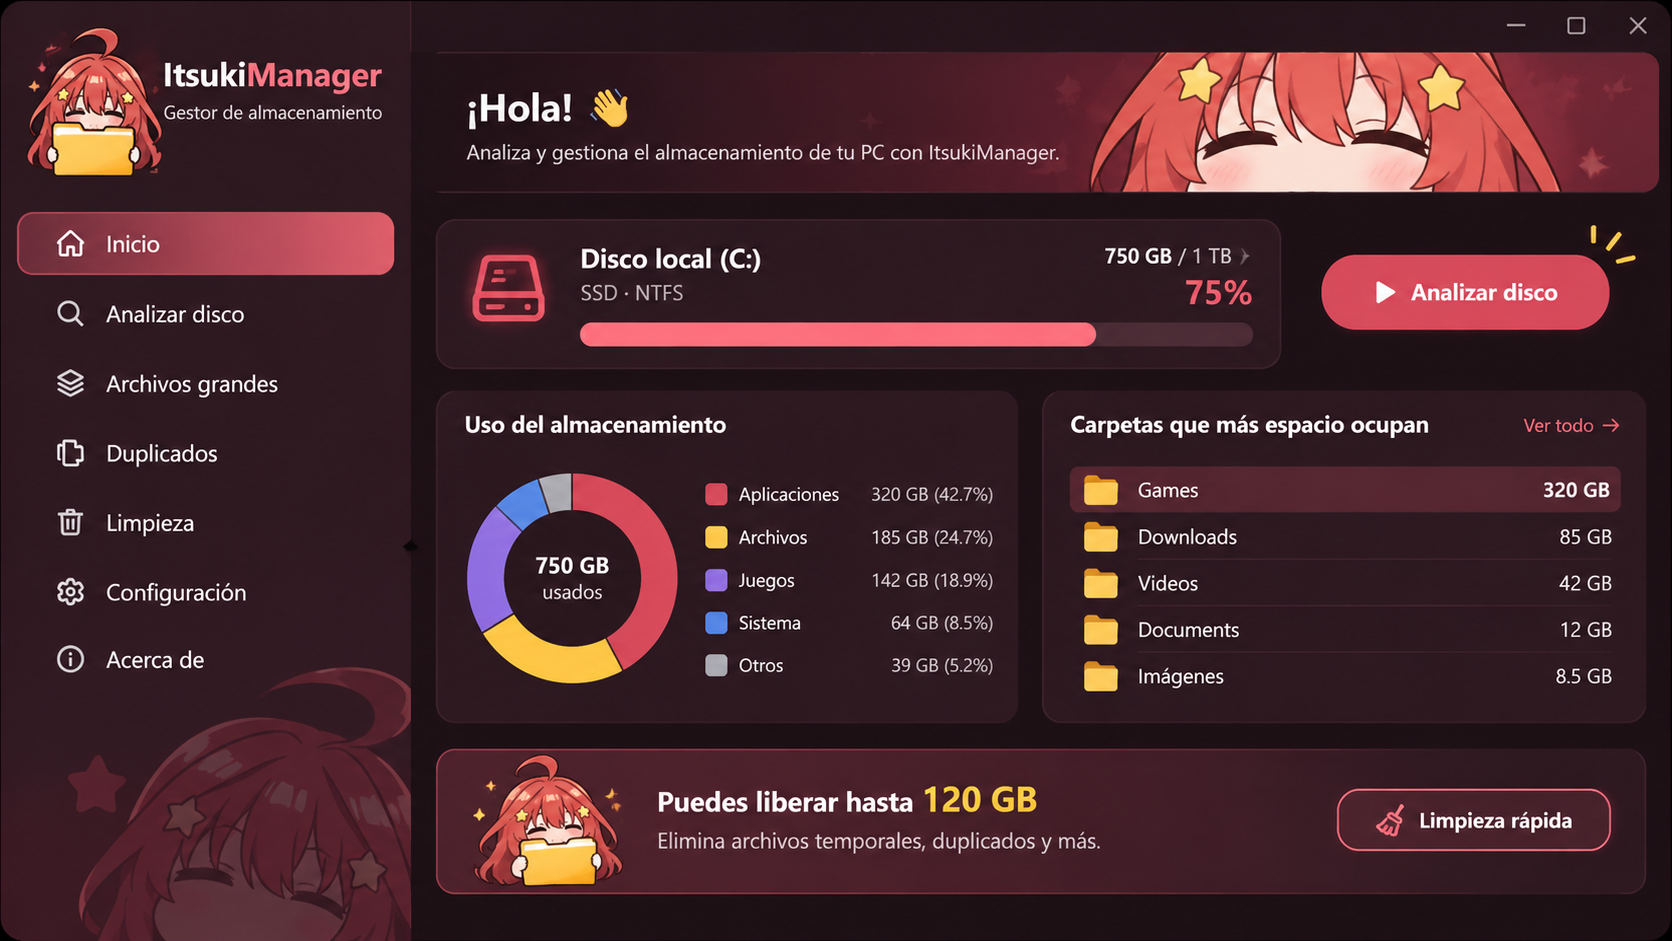 ItsukiManager
Gestor de almacenamiento
Inicio
Analizar disco
Archivos grandes
Duplicados
Limpieza
Configuración
Acerca de
¡Hola! 👋
Analiza y gestiona el almacenamiento de tu PC con ItsukiManager.
Disco local (C:)
750 GB / 1 TB
SSD · NTFS
75%
Analizar disco
Uso del almacenamiento
750 GB
usados
Aplicaciones 320 GB (42.7%)
Archivos 185 GB (24.7%)
Juegos 142 GB (18.9%)
Sistema 64 GB (8.5%)
Otros 39 GB (5.2%)
Carpetas que más espacio ocupan
Ver todo →
Games 320 GB
Downloads 85 GB
Videos 42 GB
Documents 12 GB
Imágenes 8.5 GB
Puedes liberar hasta 120 GB
Elimina archivos temporales, duplicados y más.
Limpieza rápida